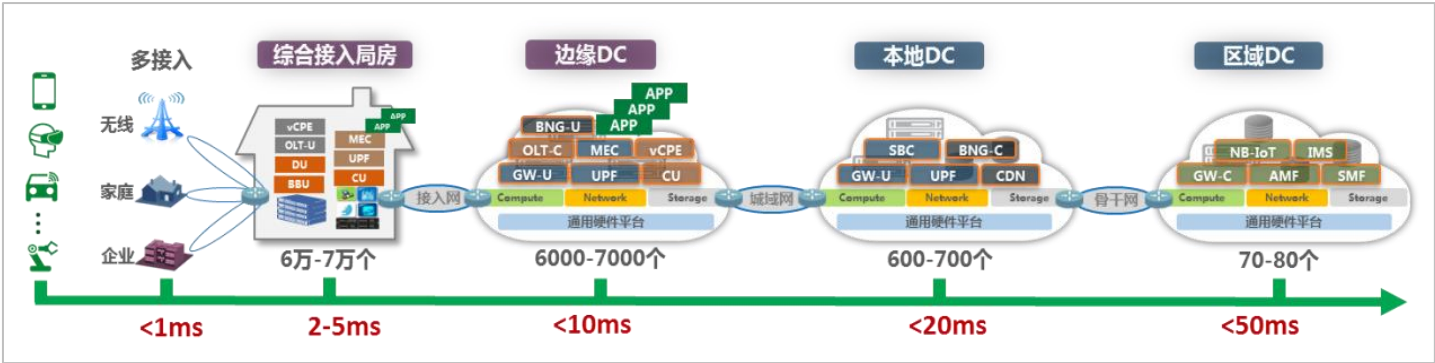 多接入
无线
家庭
企业
综合接入局房
APP
APP
vCPE
OLT-U
DU
BBU
MEC
UPF
CU
6万-7万个
接入网
边缘DC
APP
APP
APP
BNG-U
OLT-C MEC vCPE
GW-U UPF CU
Compute Network Storage
通用硬件平台
6000-7000个
城域网
本地DC
SBC BNG-C
GW-U UPF CDN
Compute Network Storage
通用硬件平台
600-700个
骨干网
区域DC
NB-IoT IMS
GW-C AMF SMF
Compute Network Storage
通用硬件平台
70-80个
<1ms 2-5ms <10ms <20ms <50ms